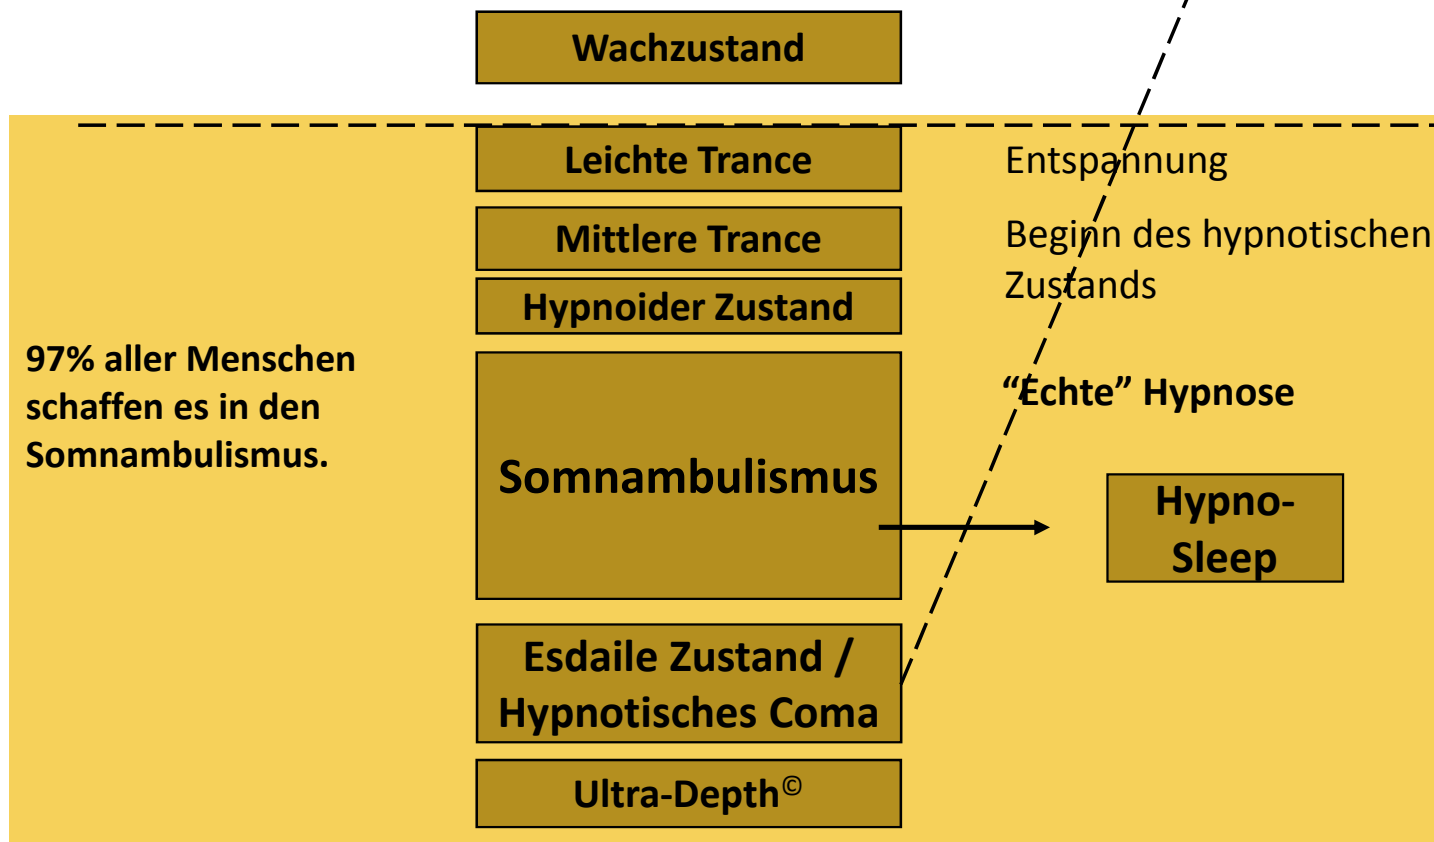 Wachzustand
Leichte Trance
Entspannung
Mittlere Trance
Beginn des hypnotischen
Zustands
Hypnoider Zustand
97% aller Menschen
schaffen es in den
Somnambulismus.
“Echte” Hypnose
Somnambulismus
Hypno-
Sleep
Esdaile Zustand /
Hypnotisches Coma
Ultra-Depth©